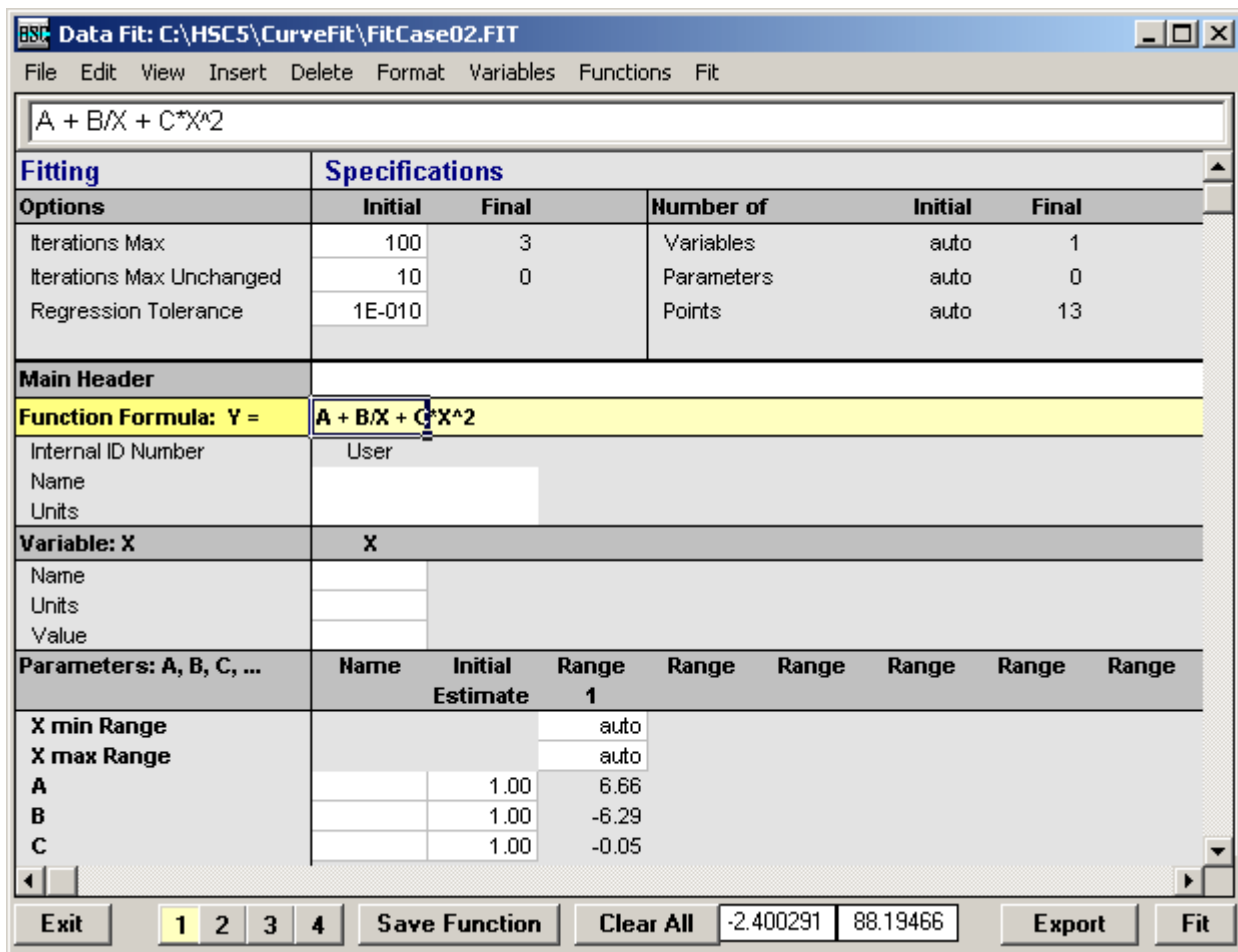 HSC Data Fit: C:\HSC5\CurveFit\FitCase02.FIT
File Edit View Insert Delete Format Variables Functions Fit
A + B/X + C*X^2
Fitting Specifications
Options Initial Final Number of Initial Final
Iterations Max 100 3 Variables auto 1
Iterations Max Unchanged 10 0 Parameters auto 0
Regression Tolerance 1E-010 Points auto 13
Main Header
Function Formula: Y = A + B/X + C*X^2
Internal ID Number User
Name
Units
Variable: X X
Name
Units
Value
Parameters: A, B, C, ... Name Initial Range Range Range Range Range Range
Estimate 1
X min Range auto
X max Range auto
A 1.00 6.66
B 1.00 -6.29
C 1.00 -0.05
Exit 1 2 3 4 Save Function Clear All -2.400291 88.19466 Export Fit